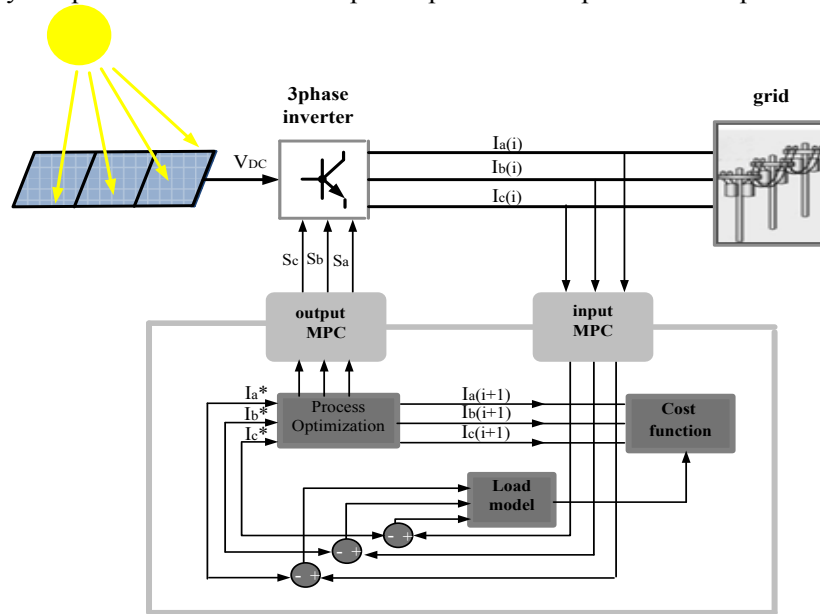 3phase
inverter
grid
VDC
Ia(i)
Ib(i)
Ic(i)
Sc Sb Sa
output
MPC
input
MPC
Ia*
Ib*
Ic*
Process
Optimization
Ia(i+1)
Ib(i+1)
Ic(i+1)
Cost
function
Load
model
- +
- +
- +